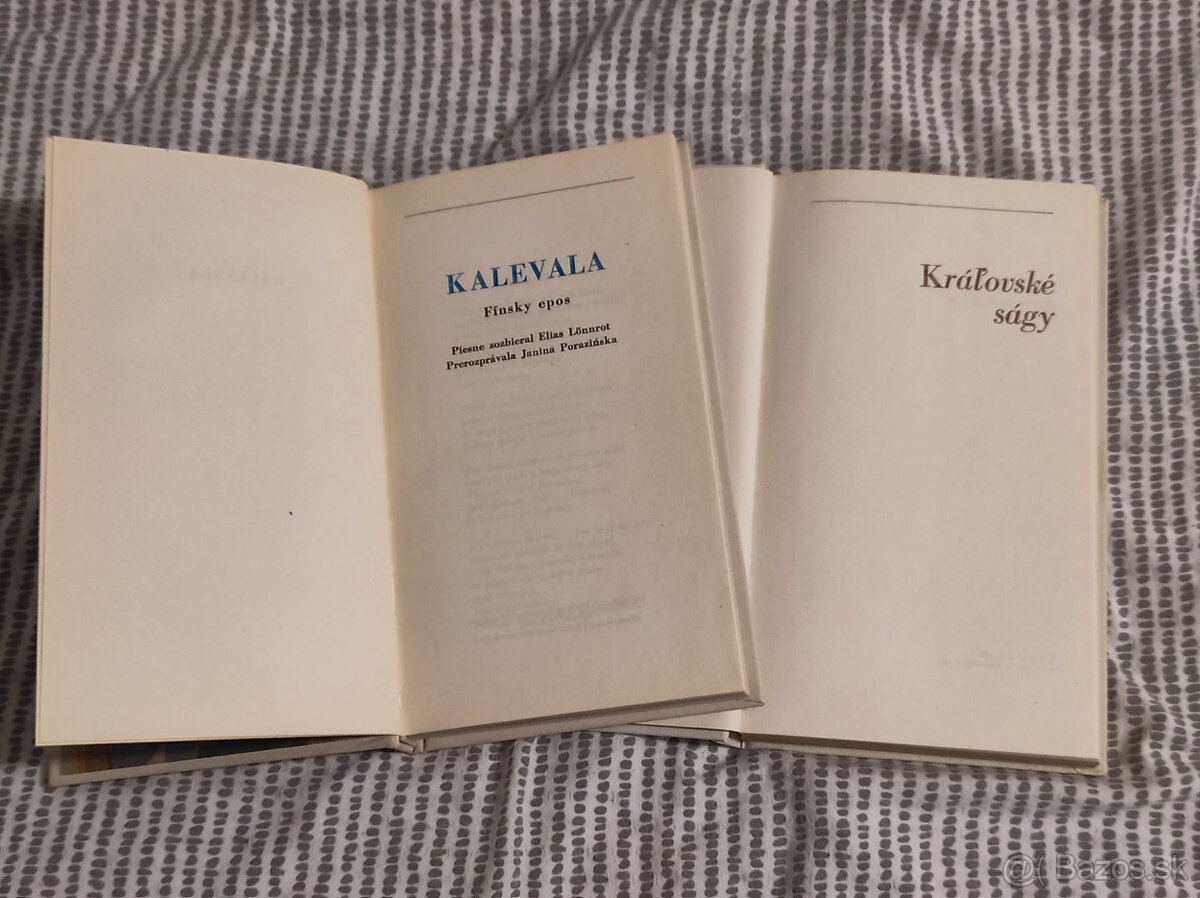 KALEVALA
Fínsky epos
Piesne zozbieral Elias Lönnrot
Prerozprávala Janina Porazińska
Kráľovské
ságy
@( Bazos.sk